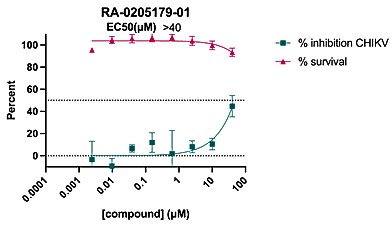 RA-0205179-01
EC50(µM) >40
% inhibition CHIKV
% survival
Percent
100
80
60
40
20
0
0.0001
0.001
0.01
0.1
1
10
100
[compound] (µM)